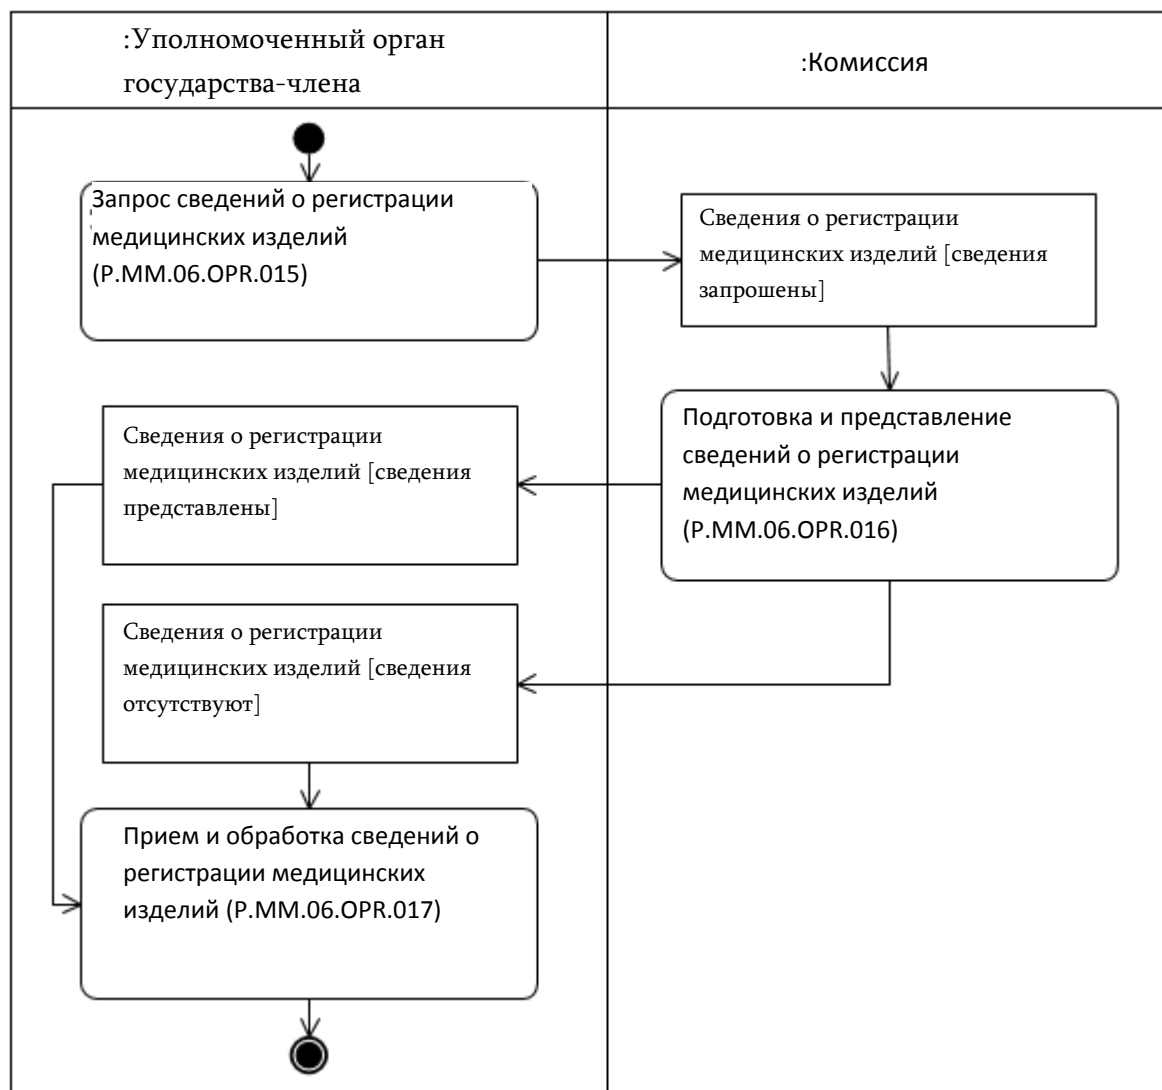 :Уполномоченный орган
государства-члена
:Комиссия
Запрос сведений о регистрации
медицинских изделий
(P.MM.06.OPR.015)
Сведения о регистрации
медицинских изделий [сведения
запрошены]
Подготовка и представление
сведений о регистрации
медицинских изделий
(P.MM.06.OPR.016)
Сведения о регистрации
медицинских изделий [сведения
представлены]
Сведения о регистрации
медицинских изделий [сведения
отсутствуют]
Прием и обработка сведений о
регистрации медицинских
изделий (P.MM.06.OPR.017)